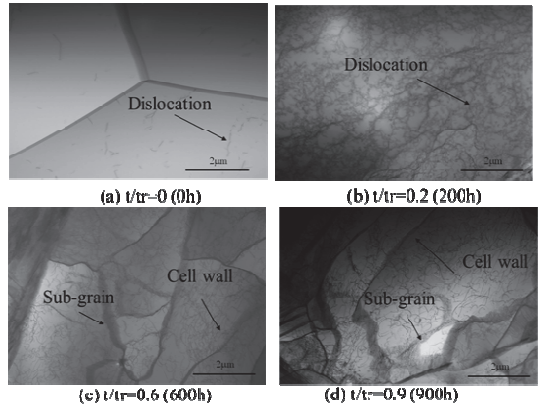 Dislocation
2μm
(a) t/tr=0 (0h)
Dislocation
2μm
(b) t/tr=0.2 (200h)
Cell wall
Sub-grain
2μm
(c) t/tr=0.6 (600h)
Cell wall
Sub-grain
2μm
(d) t/tr=0.9 (900h)